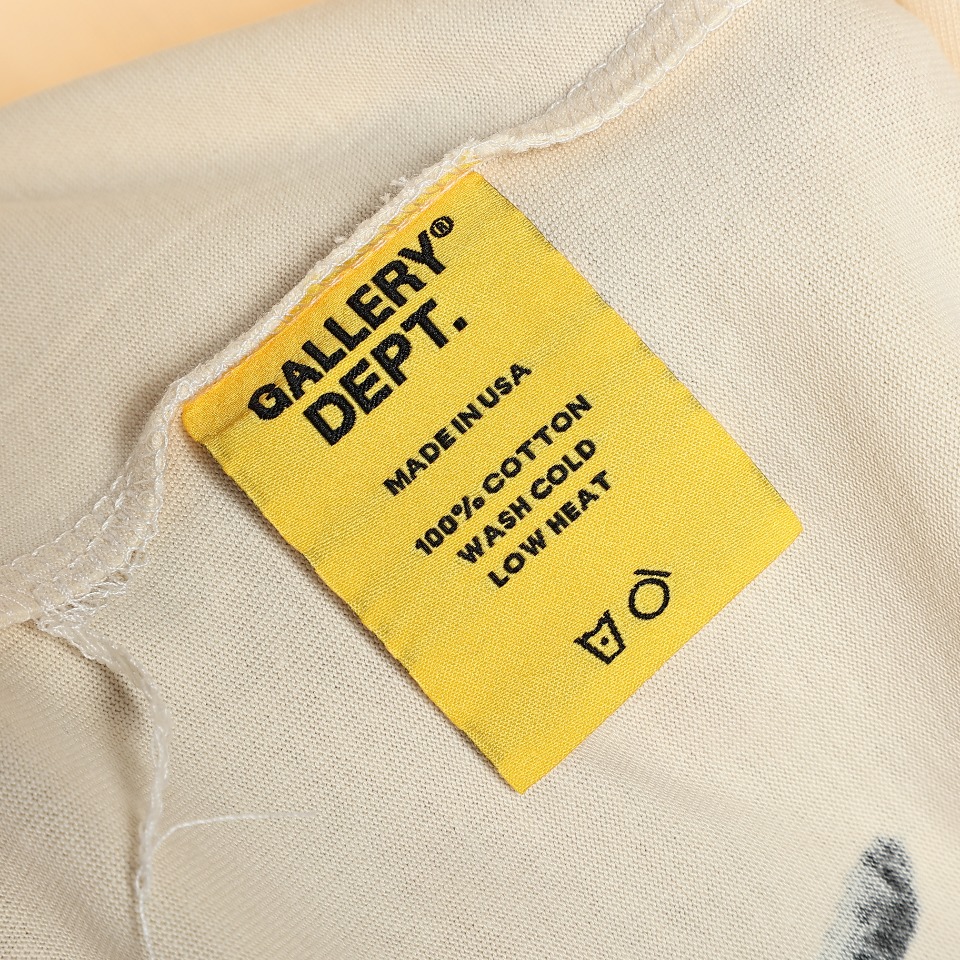 GALLERY®
DEPT.
MADE IN USA
100% COTTON
WASH COLD
LOW HEAT